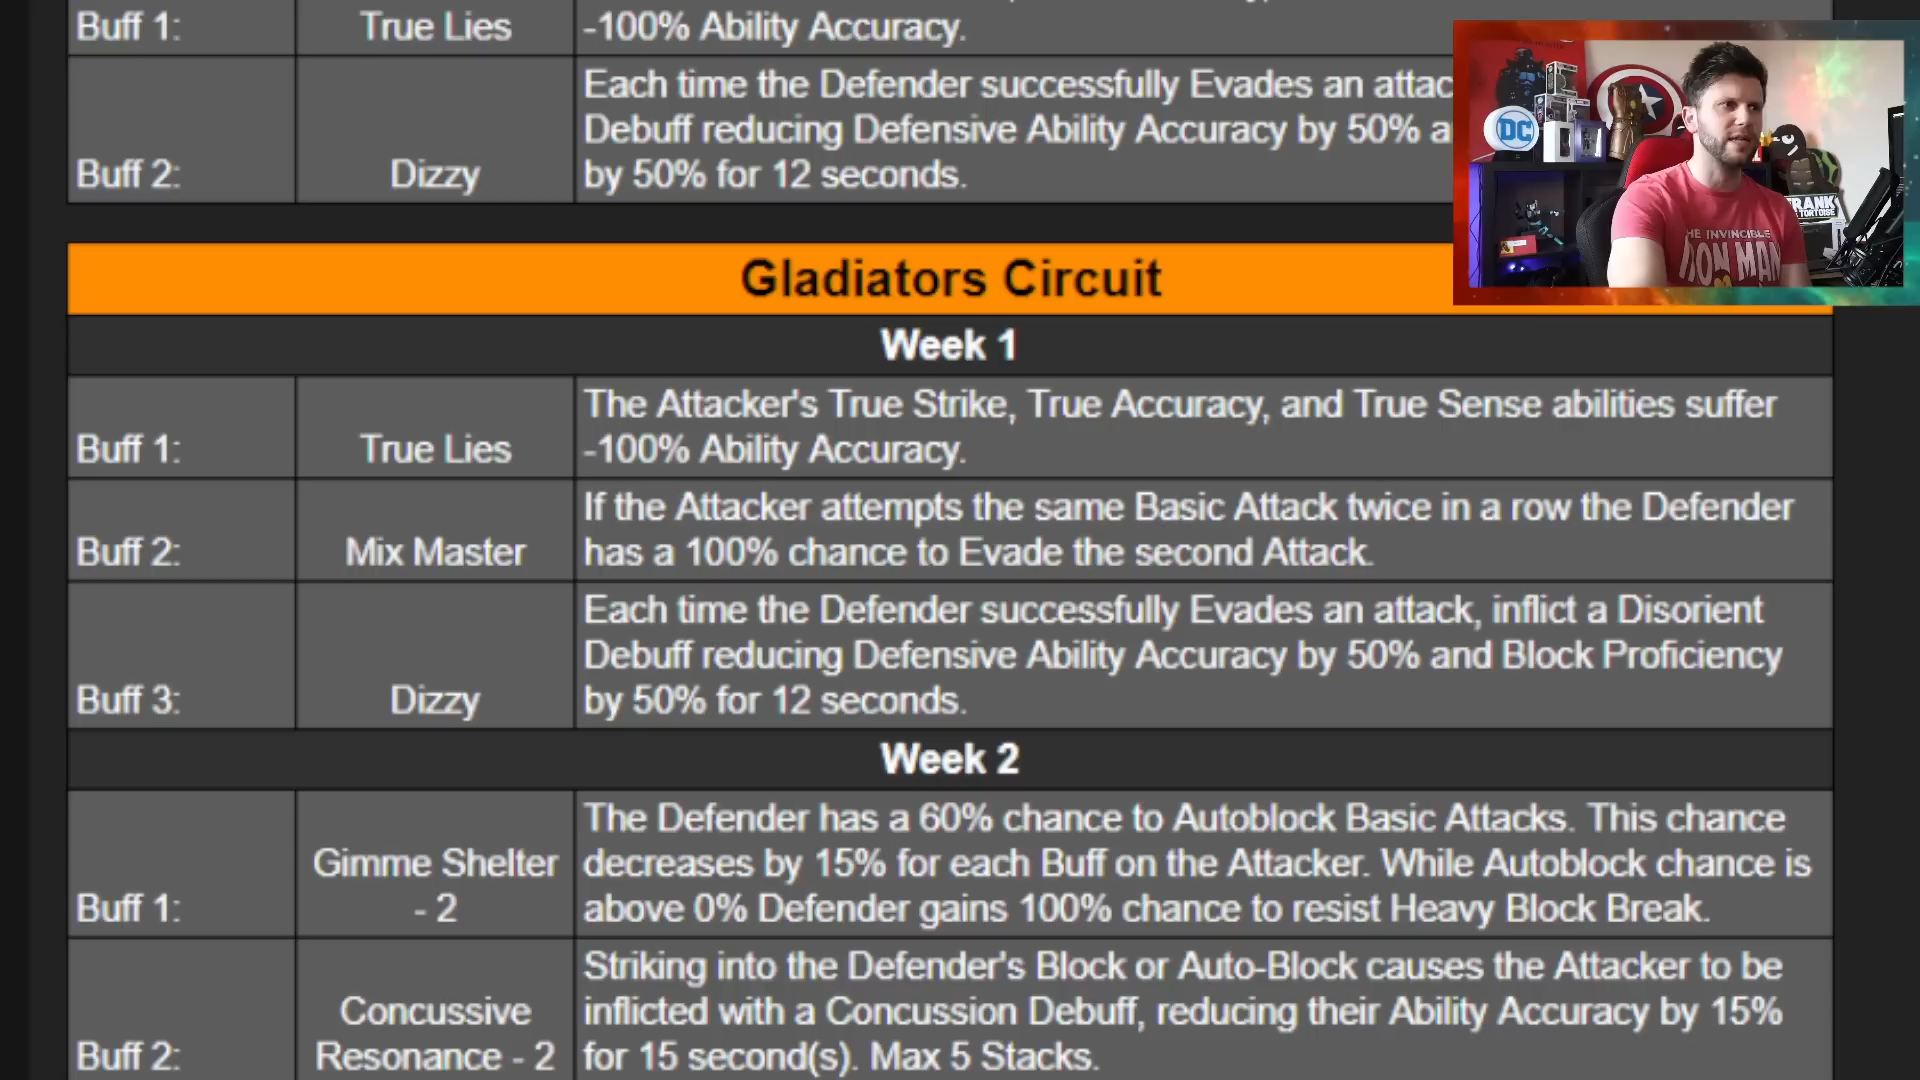 Buff 1:
True Lies
-100% Ability Accuracy.
Buff 2:
Dizzy
Each time the Defender successfully Evades an attac
Debuff reducing Defensive Ability Accuracy by 50% a
by 50% for 12 seconds.
DC
FRANK
TORTOISE
HE INVINCIBLE
IRON MAN
Gladiators Circuit
Week 1
Buff 1:
True Lies
The Attacker's True Strike, True Accuracy, and True Sense abilities suffer
-100% Ability Accuracy.
Buff 2:
Mix Master
If the Attacker attempts the same Basic Attack twice in a row the Defender
has a 100% chance to Evade the second Attack.
Buff 3:
Dizzy
Each time the Defender successfully Evades an attack, inflict a Disorient
Debuff reducing Defensive Ability Accuracy by 50% and Block Proficiency
by 50% for 12 seconds.
Week 2
Buff 1:
Gimme Shelter
- 2
The Defender has a 60% chance to Autoblock Basic Attacks. This chance
decreases by 15% for each Buff on the Attacker. While Autoblock chance is
above 0% Defender gains 100% chance to resist Heavy Block Break.
Buff 2:
Concussive
Resonance - 2
Striking into the Defender's Block or Auto-Block causes the Attacker to be
inflicted with a Concussion Debuff, reducing their Ability Accuracy by 15%
for 15 second(s). Max 5 Stacks.